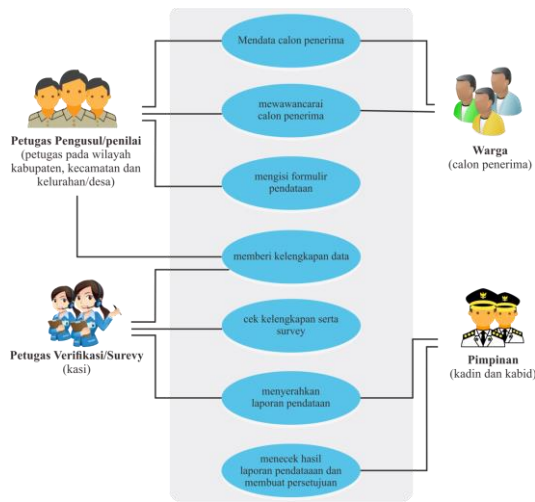 Mendata calon penerima
mewawancarai
calon penerima
Petugas Pengusul/penilai
(petugas pada wilayah
kabupaten, kecamatan dan
kelurahan/desa)
Warga
(calon penerima)
mengisi formulir
pendataan
memberi kelengkapan data
cek kelengkapan serta
survey
Petugas Verifikasi/Surevy
(kasi)
Pimpinan
(kadin dan kabid)
menyerahkan
laporan pendataan
menecek hasil
laporan pendataaan dan
membuat persetujuan